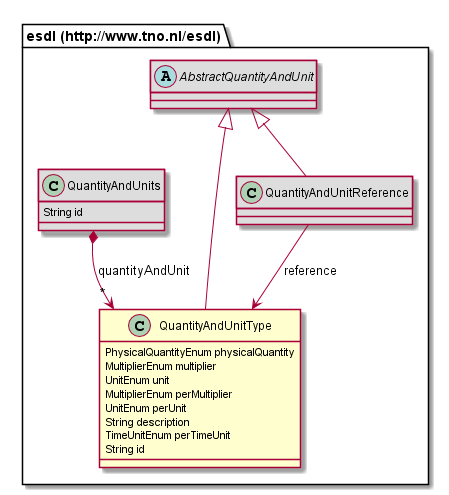 esdl (http://www.tno.nl/esdl)
A AbstractQuantityAndUnit
C QuantityAndUnits
String id
C QuantityAndUnitReference
quantityAndUnit
reference
*
C QuantityAndUnitType
PhysicalQuantityEnum physicalQuantity
MultiplierEnum multiplier
UnitEnum unit
MultiplierEnum perMultiplier
UnitEnum perUnit
String description
TimeUnitEnum perTimeUnit
String id